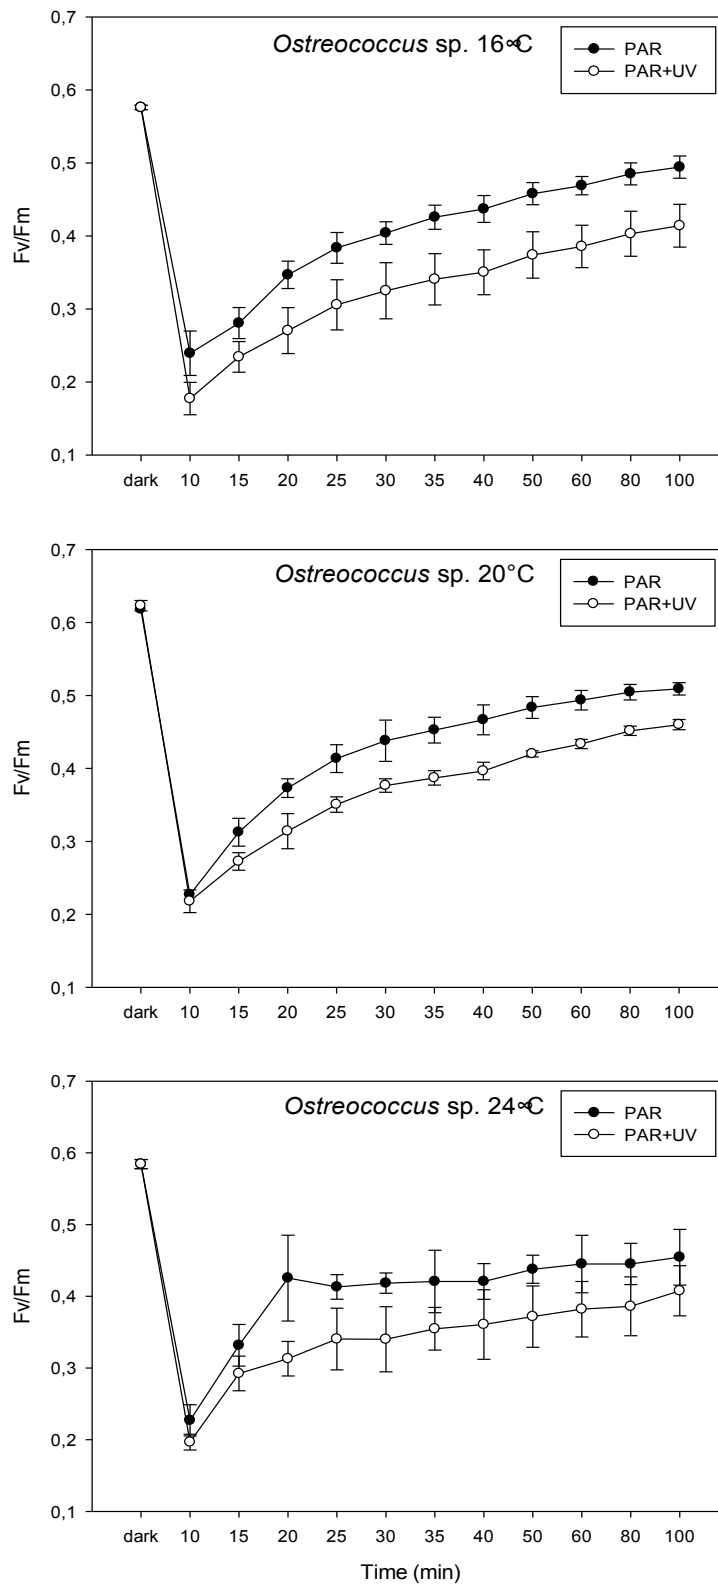 Ostreococcus sp. 16∞C
PAR
PAR+UV
0,7
0,6
0,5
0,4
0,3
0,2
0,1
Fv/Fm
dark 10 15 20 25 30 35 40 50 60 80 100
Ostreococcus sp. 20°C
PAR
PAR+UV
0,7
0,6
0,5
0,4
0,3
0,2
0,1
Fv/Fm
dark 10 15 20 25 30 35 40 50 60 80 100
Ostreococcus sp. 24∞C
PAR
PAR+UV
0,7
0,6
0,5
0,4
0,3
0,2
0,1
Fv/Fm
dark 10 15 20 25 30 35 40 50 60 80 100
Time (min)